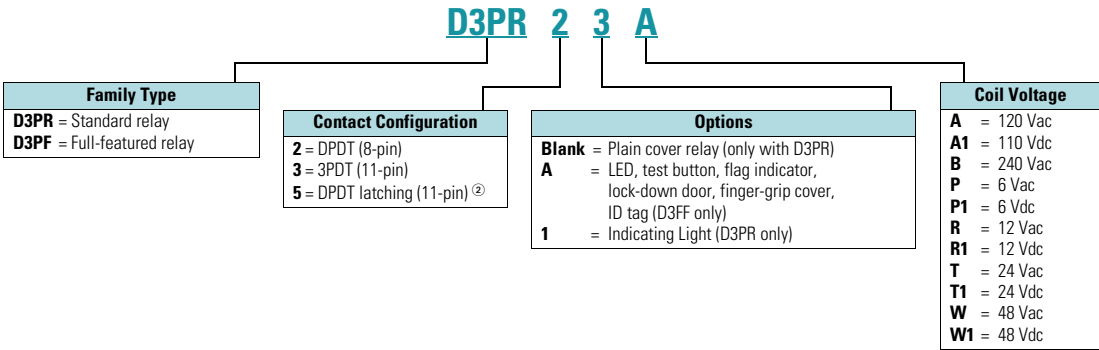 D3PR 2 3 A
Family Type
D3PR = Standard relay
D3PF = Full-featured relay
Contact Configuration
2 = DPDT (8-pin)
3 = 3PDT (11-pin)
5 = DPDT latching (11-pin) ②
Options
Blank = Plain cover relay (only with D3PR)
A = LED, test button, flag indicator,
lock-down door, finger-grip cover,
ID tag (D3FF only)
1 = Indicating Light (D3PR only)
Coil Voltage
A = 120 Vac
A1 = 110 Vdc
B = 240 Vac
P = 6 Vac
P1 = 6 Vdc
R = 12 Vac
R1 = 12 Vdc
T = 24 Vac
T1 = 24 Vdc
W = 48 Vac
W1 = 48 Vdc